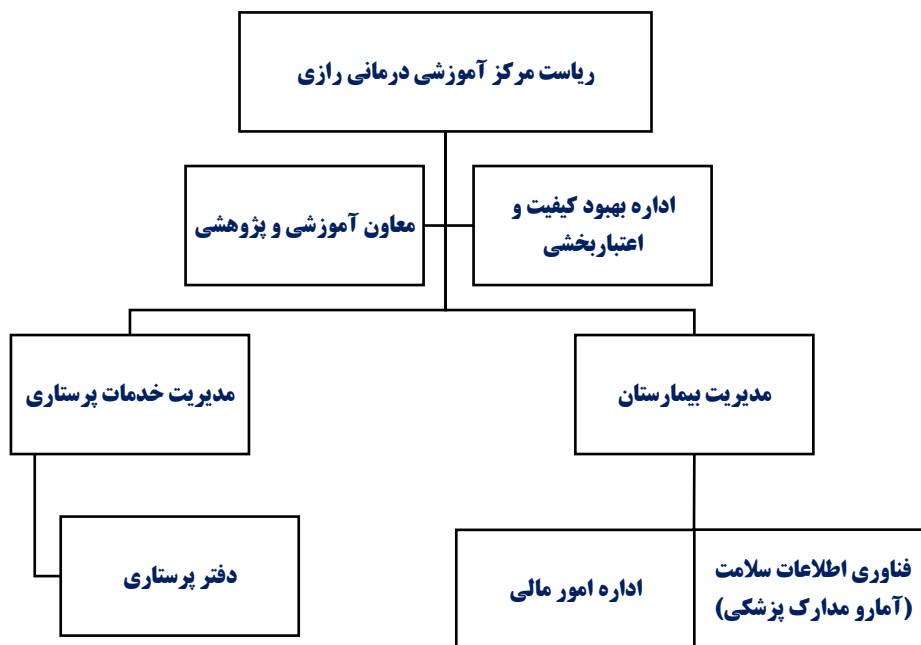 ریاست مرکز آموزشی درمانی رازی
اداره بهبود کیفیت و
اعتباربخشی
معاون آموزشی و پژوهشی
مدیریت بیمارستان
مدیریت خدمات پرستاری
فناوری اطلاعات سلامت
(آمارو مدارک پزشکی)
اداره امور مالی
دفتر پرستاری